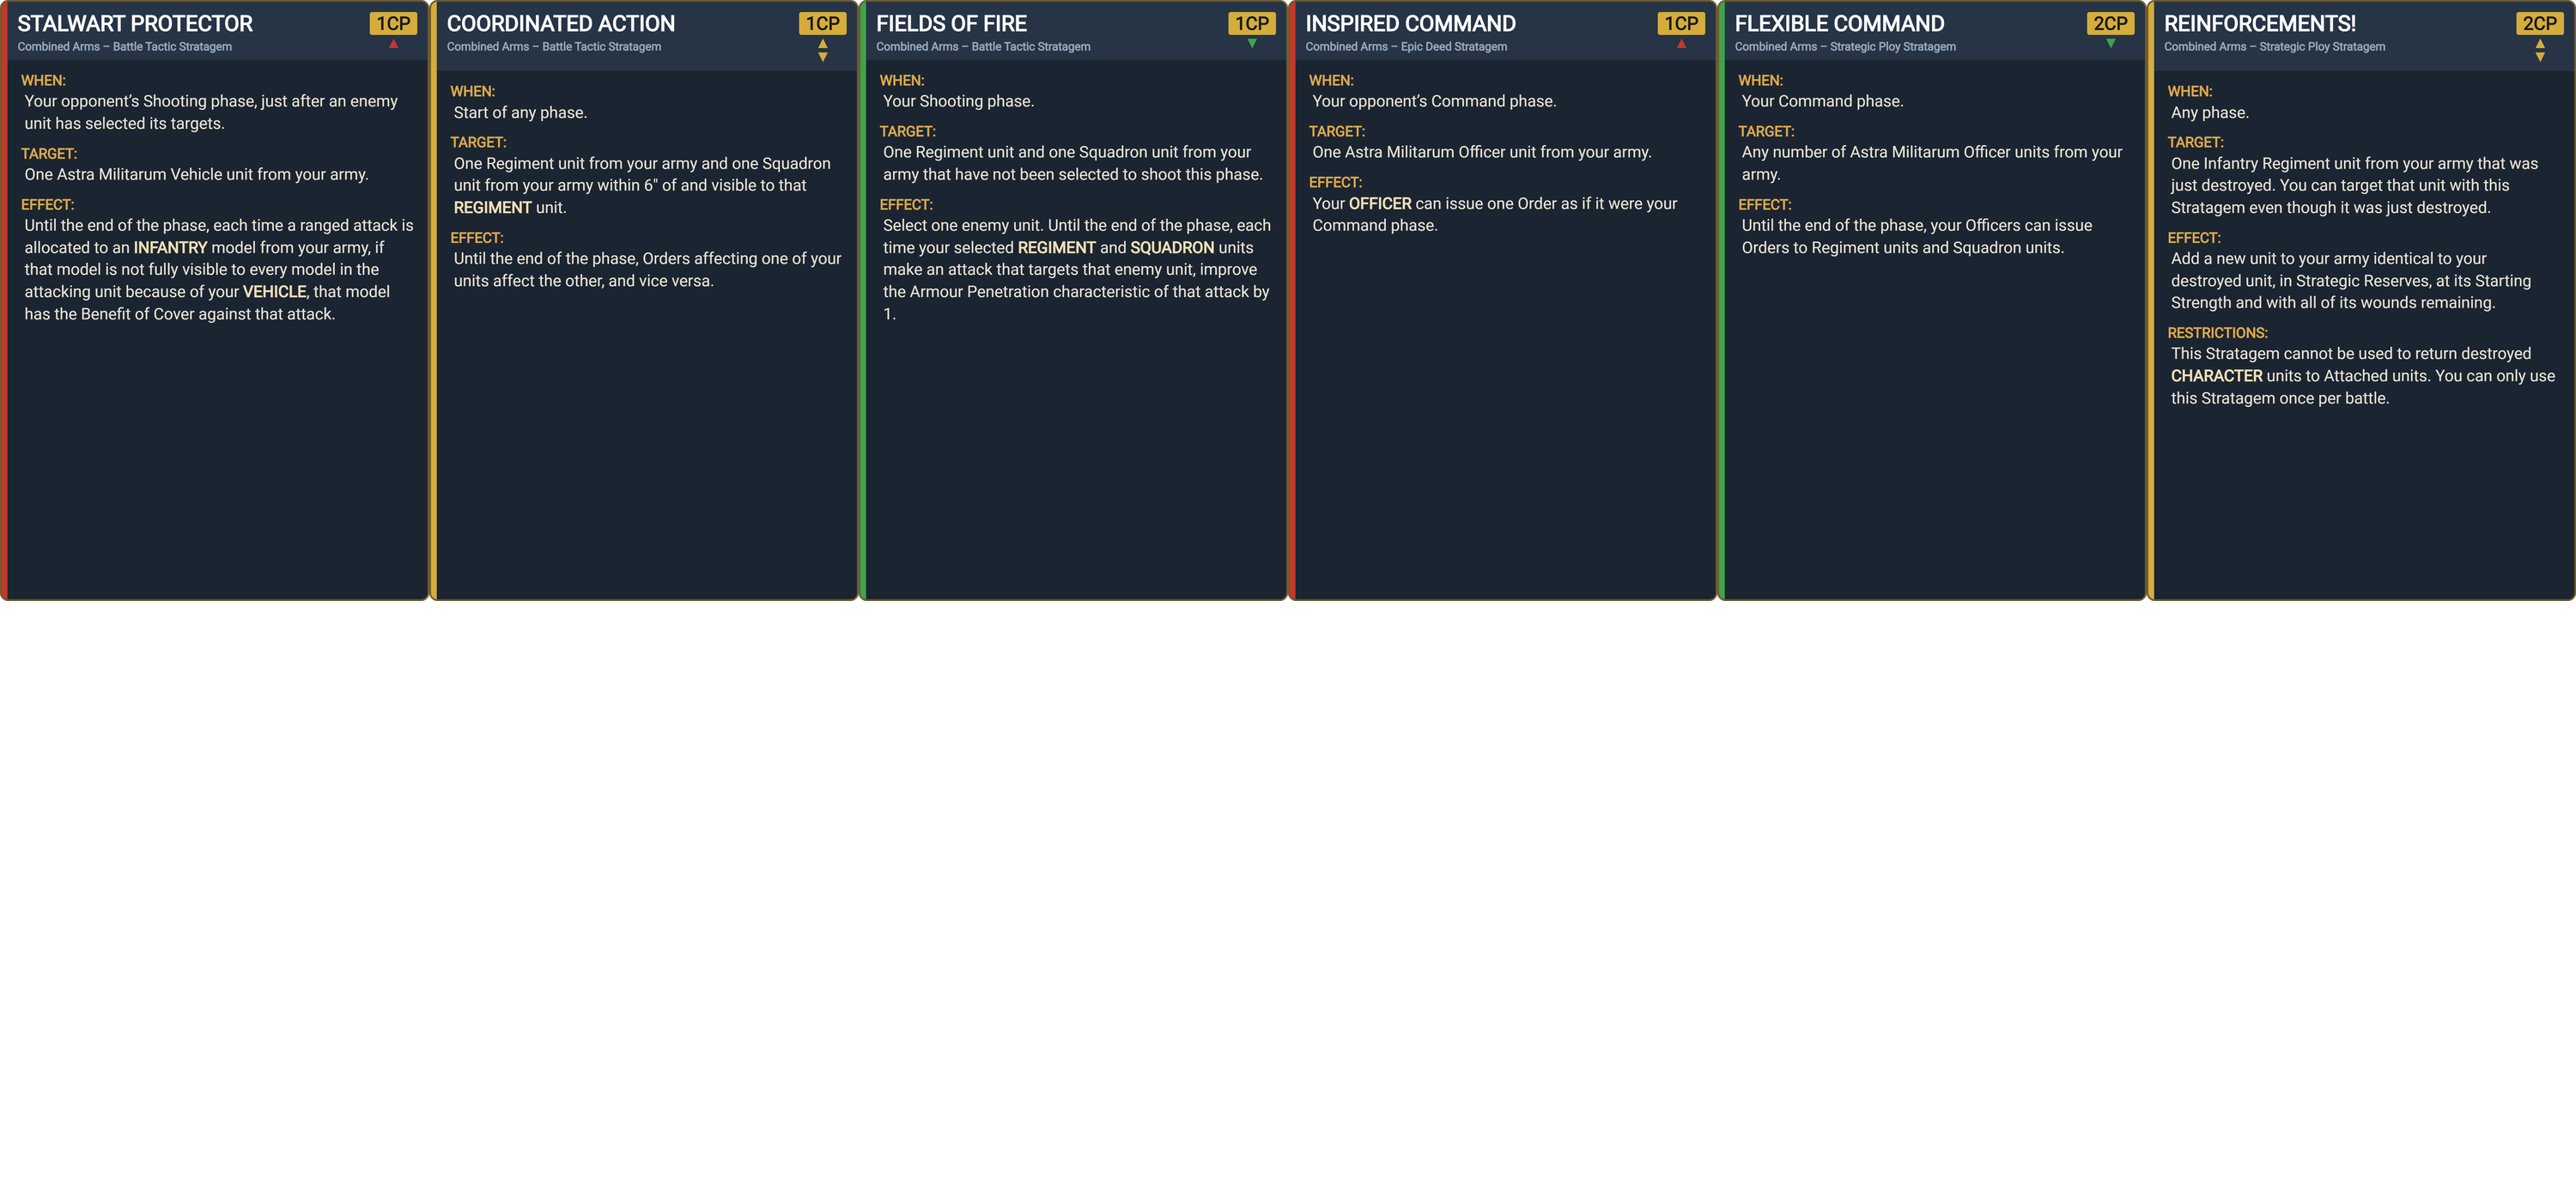 STALWART PROTECTOR
1CP
Combined Arms – Battle Tactic Stratagem
WHEN:
Your opponent’s Shooting phase, just after an enemy
unit has selected its targets.
TARGET:
One Astra Militarum Vehicle unit from your army.
EFFECT:
Until the end of the phase, each time a ranged attack is
allocated to an INFANTRY model from your army, if
that model is not fully visible to every model in the
attacking unit because of your VEHICLE, that model
has the Benefit of Cover against that attack.
COORDINATED ACTION
1CP
Combined Arms – Battle Tactic Stratagem
WHEN:
Start of any phase.
TARGET:
One Regiment unit from your army and one Squadron
unit from your army within 6" of and visible to that
REGIMENT unit.
EFFECT:
Until the end of the phase, Orders affecting one of your
units affect the other, and vice versa.
FIELDS OF FIRE
1CP
Combined Arms – Battle Tactic Stratagem
WHEN:
Your Shooting phase.
TARGET:
One Regiment unit and one Squadron unit from your
army that have not been selected to shoot this phase.
EFFECT:
Select one enemy unit. Until the end of the phase, each
time your selected REGIMENT and SQUADRON units
make an attack that targets that enemy unit, improve
the Armour Penetration characteristic of that attack by
1.
INSPIRED COMMAND
1CP
Combined Arms – Epic Deed Stratagem
WHEN:
Your opponent’s Command phase.
TARGET:
One Astra Militarum Officer unit from your army.
EFFECT:
Your OFFICER can issue one Order as if it were your
Command phase.
FLEXIBLE COMMAND
2CP
Combined Arms – Strategic Ploy Stratagem
WHEN:
Your Command phase.
TARGET:
Any number of Astra Militarum Officer units from your
army.
EFFECT:
Until the end of the phase, your Officers can issue
Orders to Regiment units and Squadron units.
REINFORCEMENTS!
2CP
Combined Arms – Strategic Ploy Stratagem
WHEN:
Any phase.
TARGET:
One Infantry Regiment unit from your army that was
just destroyed. You can target that unit with this
Stratagem even though it was just destroyed.
EFFECT:
Add a new unit to your army identical to your
destroyed unit, in Strategic Reserves, at its Starting
Strength and with all of its wounds remaining.
RESTRICTIONS:
This Stratagem cannot be used to return destroyed
CHARACTER units to Attached units. You can only use
this Stratagem once per battle.